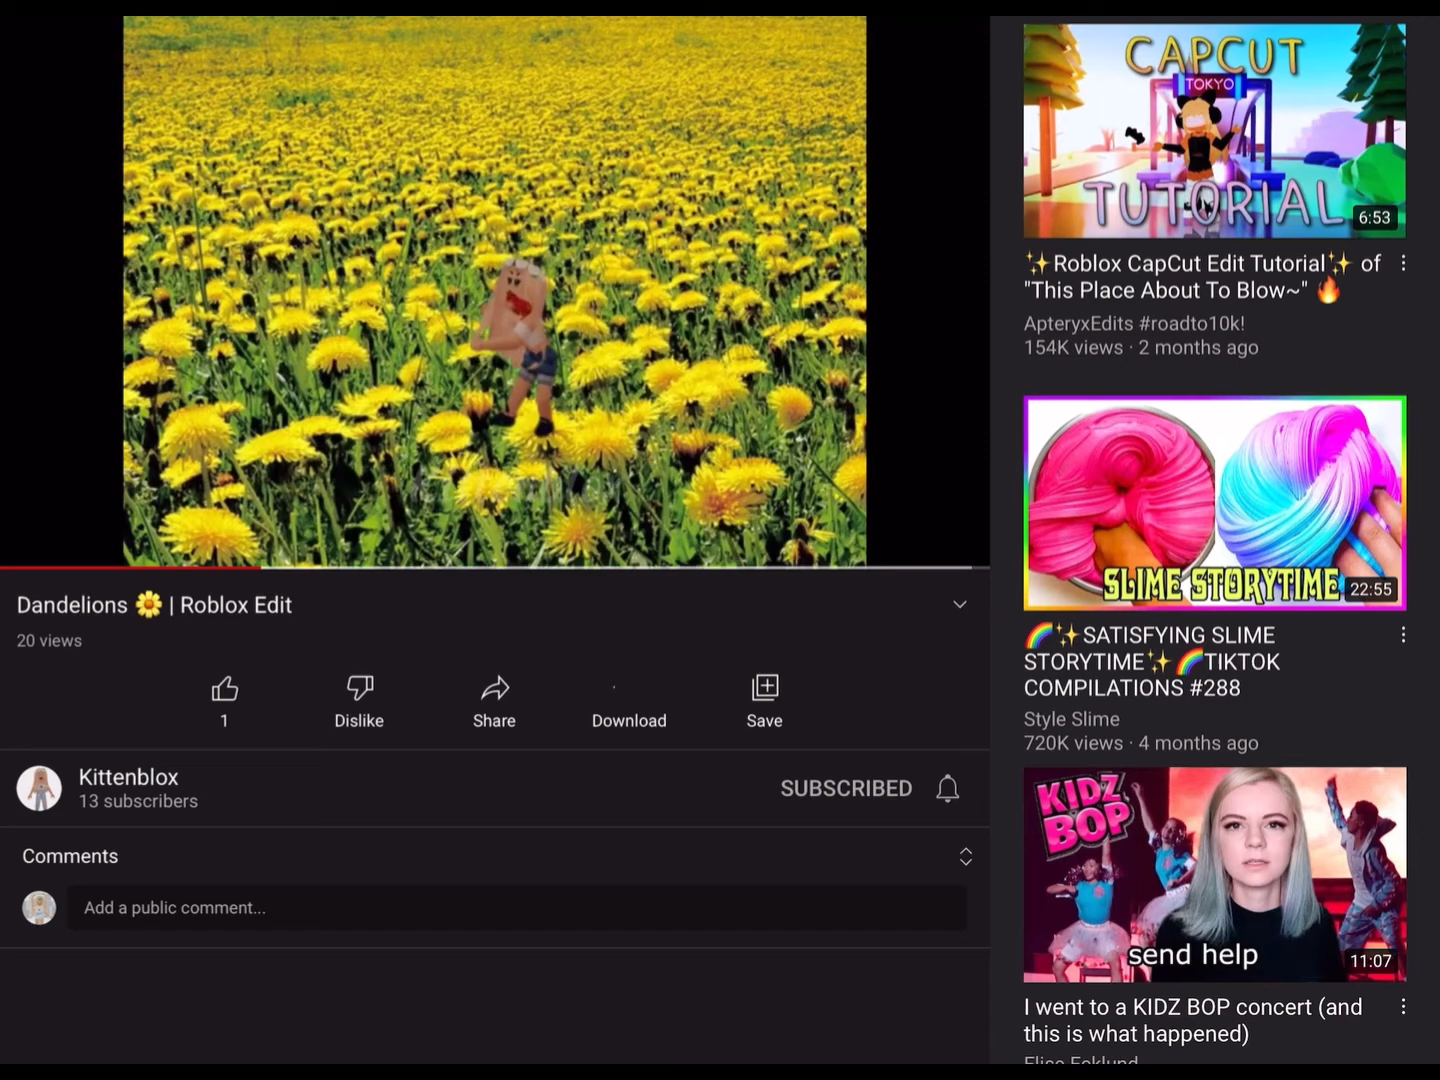 Dandelions 🌼 | Roblox Edit
20 views
1
Dislike
Share
Download
Save
Kittenblox
13 subscribers
SUBSCRIBED
Comments
Add a public comment...
CAPCUT
TOKYO
TUTORIAL
6:53
✨Roblox CapCut Edit Tutorial✨ of
"This Place About To Blow~" 🔥
ApteryxEdits #roadto10k!
154K views · 2 months ago
SLIME STORYTIME
22:55
🌈✨SATISFYING SLIME
STORYTIME✨🌈TIKTOK
COMPILATIONS #288
Style Slime
720K views · 4 months ago
KIDZ
BOP
send help
11:07
I went to a KIDZ BOP concert (and
this is what happened)